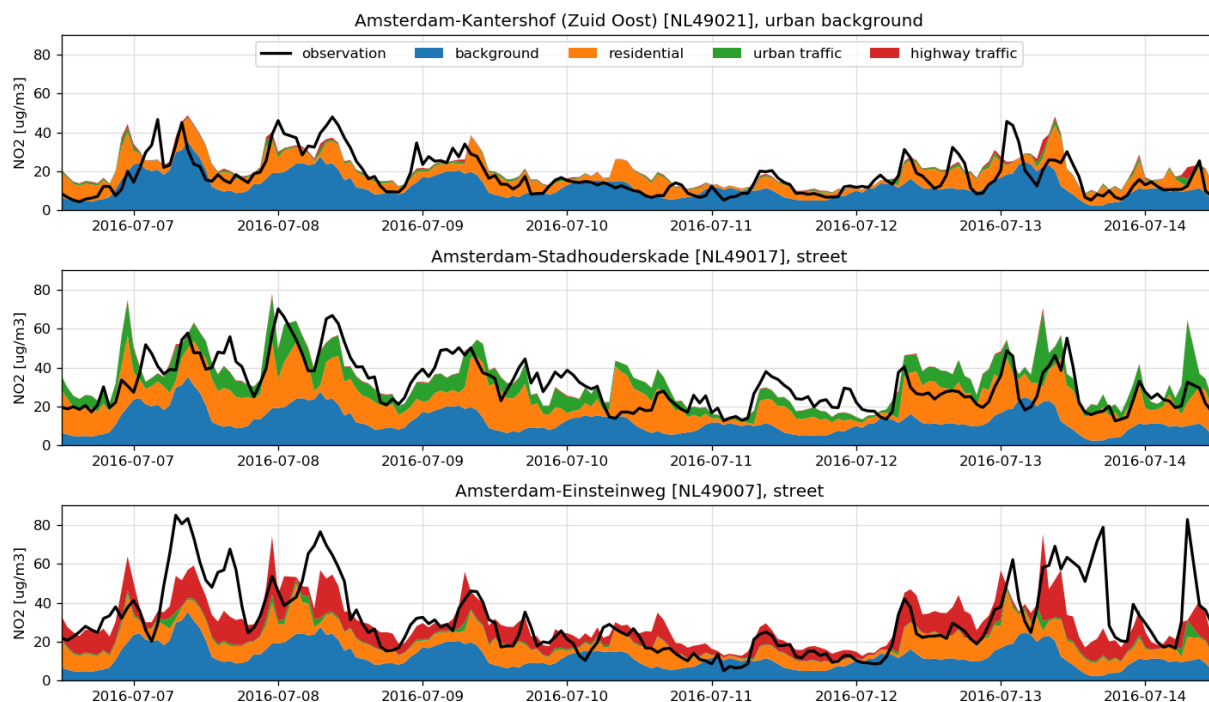 Amsterdam-Kantershof (Zuid Oost) [NL49021], urban background
observation background residential urban traffic highway traffic
NO2 [ug/m3]
80
60
40
20
0
2016-07-07 2016-07-08 2016-07-09 2016-07-10 2016-07-11 2016-07-12 2016-07-13 2016-07-14
Amsterdam-Stadhouderskade [NL49017], street
NO2 [ug/m3]
80
60
40
20
0
2016-07-07 2016-07-08 2016-07-09 2016-07-10 2016-07-11 2016-07-12 2016-07-13 2016-07-14
Amsterdam-Einsteinweg [NL49007], street
NO2 [ug/m3]
80
60
40
20
0
2016-07-07 2016-07-08 2016-07-09 2016-07-10 2016-07-11 2016-07-12 2016-07-13 2016-07-14